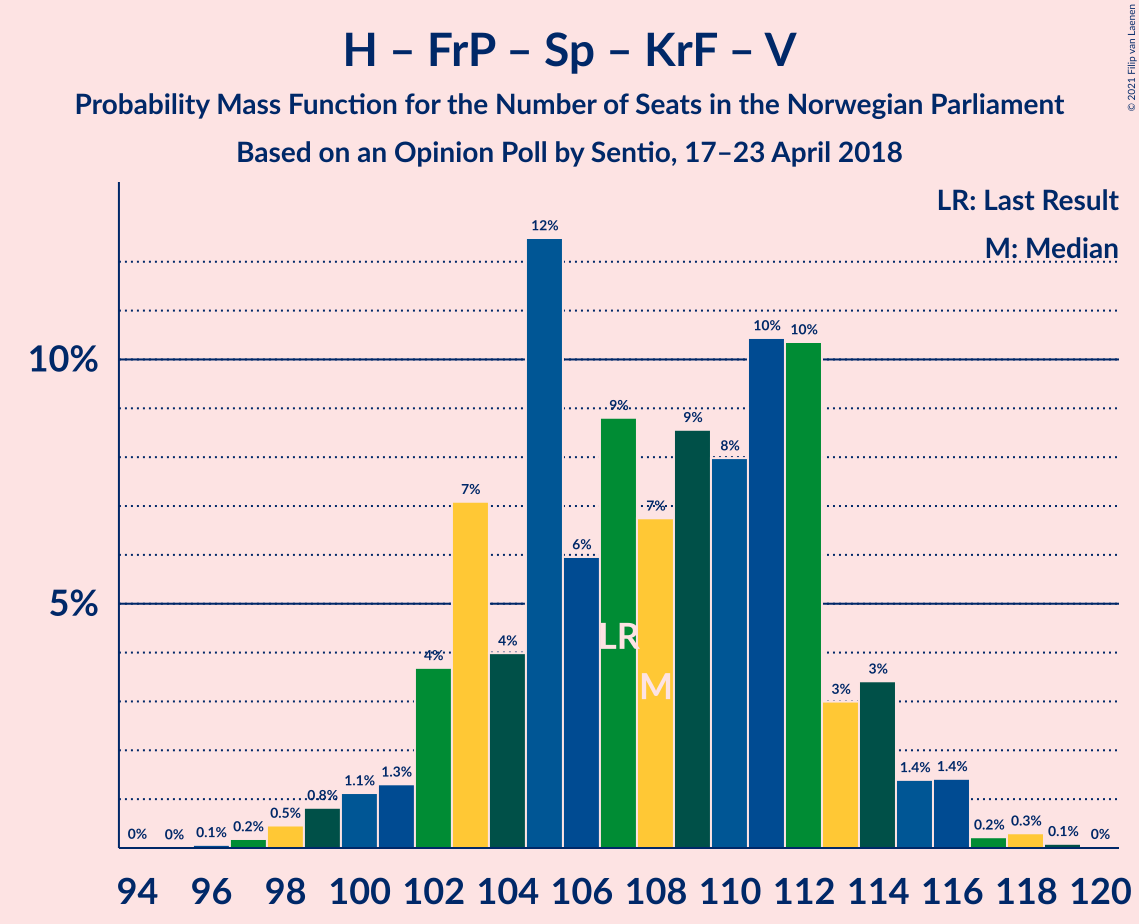 © 2021 Filip van Laenen
H – FrP – Sp – KrF – V
Probability Mass Function for the Number of Seats in the Norwegian Parliament
Based on an Opinion Poll by Sentio, 17–23 April 2018
LR: Last Result
M: Median
10%
5%
0% 0% 0.1% 0.2% 0.5% 0.8% 1.1% 1.3% 4% 7% 4% 12% 6% 9% 7% 9% 8% 10% 10% 3% 3% 1.4% 1.4% 0.2% 0.3% 0.1% 0%
LR
M
94 96 98 100 102 104 106 108 110 112 114 116 118 120